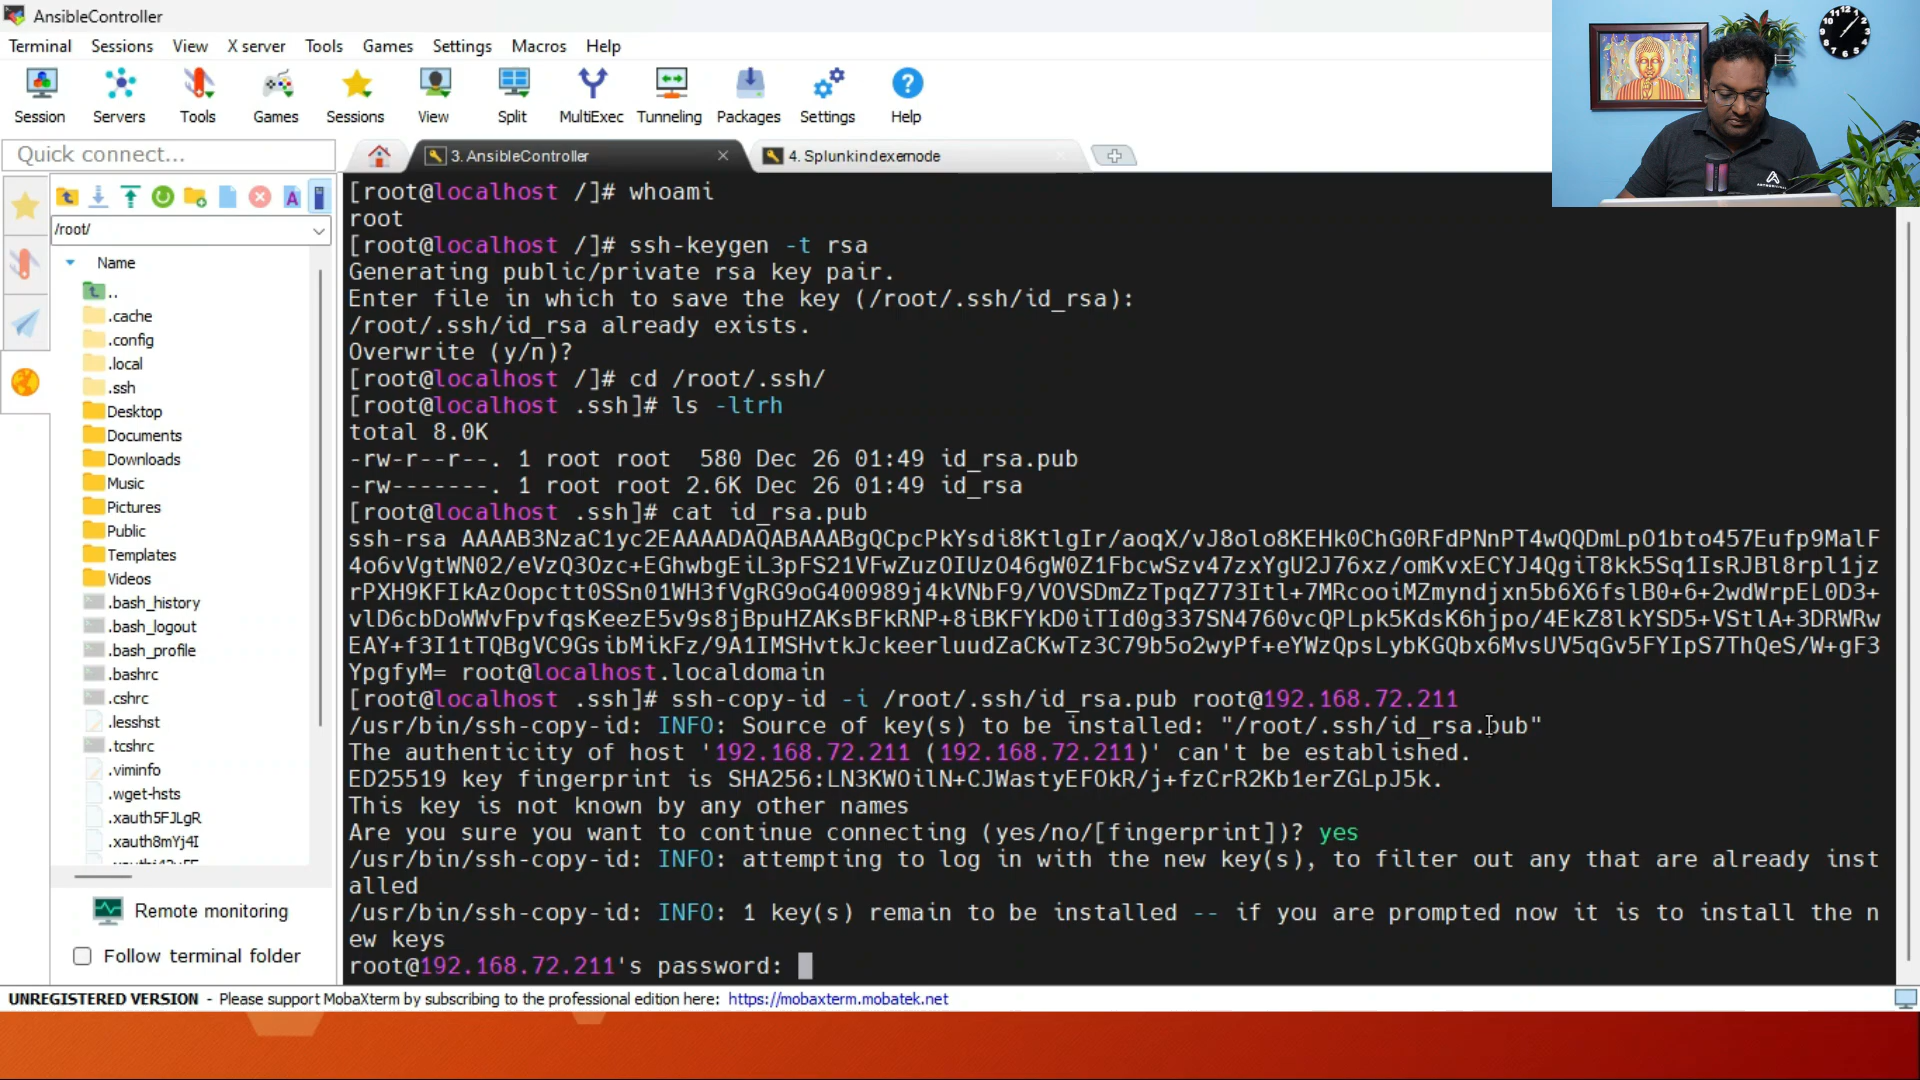 AnsibleController
Terminal Sessions View X server Tools Games Settings Macros Help
Session Servers Tools Games Sessions View Split MultiExec Tunneling Packages Settings Help
Quick connect...
3. AnsibleController
4. Splunkindexernode
/root/
Name
..
.cache
.config
.local
.ssh
Desktop
Documents
Downloads
Music
Pictures
Public
Templates
Videos
.bash_history
.bash_logout
.bash_profile
.bashrc
.cshrc
.lesshst
.tcshrc
.viminfo
.wget-hsts
.xauth5FJLgR
.xauth8mYj4I
Remote monitoring
Follow terminal folder
[root@localhost /]# whoami
root
[root@localhost /]# ssh-keygen -t rsa
Generating public/private rsa key pair.
Enter file in which to save the key (/root/.ssh/id_rsa):
/root/.ssh/id_rsa already exists.
Overwrite (y/n)?
[root@localhost /]# cd /root/.ssh/
[root@localhost .ssh]# ls -ltrh
total 8.0K
-rw-r--r--. 1 root root  580 Dec 26 01:49 id_rsa.pub
-rw-------. 1 root root 2.6K Dec 26 01:49 id_rsa
[root@localhost .ssh]# cat id_rsa.pub
ssh-rsa AAAAB3NzaC1yc2EAAAADAQABAAABgQCpcPkYsdi8KtlgIr/aoqX/vJ8olo8KEHk0ChG0RFdPNnPT4wQQDmLpO1bto457Eufp9MalF
4o6vVgtWN02/eVzQ3Ozc+EGhwbgEiL3pFS21VFwZuzOIUzO46gW0Z1FbcwSzv47zxYgU2J76xz/omKvxECYJ4QgiT8kk5Sq1IsRJBl8rpl1jz
rPXH9KFIkAzOopctt0SSn01WH3fVgRG9oG400989j4kVNbF9/VOVSDmZzTpqZ773Itl+7MRcooiMZmyndjxn5b6X6fslB0+6+2wdWrpEL0D3+
vlD6cbDoWWvFpvfqsKeezE5v9s8jBpuHZAKsBFkRNP+8iBKFYkD0iTId0g337SN4760vcQPLpk5KdsK6hjpo/4EkZ8lkYSD5+VStlA+3DRWRw
EAY+f3I1tTQBgVC9GsibMikFz/9A1IMSHvtkJckeerluudZaCKwTz3C79b5o2wyPf+eYWzQpsLybKGQbx6MvsUV5qGv5FYIpS7ThQeS/W+gF3
YpgfyM= root@localhost.localdomain
[root@localhost .ssh]# ssh-copy-id -i /root/.ssh/id_rsa.pub root@192.168.72.211
/usr/bin/ssh-copy-id: INFO: Source of key(s) to be installed: "/root/.ssh/id_rsa.pub"
The authenticity of host '192.168.72.211 (192.168.72.211)' can't be established.
ED25519 key fingerprint is SHA256:LN3KWOilN+CJWastyEFOkR/j+fzCrR2Kb1erZGLpJ5k.
This key is not known by any other names
Are you sure you want to continue connecting (yes/no/[fingerprint])? yes
/usr/bin/ssh-copy-id: INFO: attempting to log in with the new key(s), to filter out any that are already inst
alled
/usr/bin/ssh-copy-id: INFO: 1 key(s) remain to be installed -- if you are prompted now it is to install the n
ew keys
root@192.168.72.211's password:
UNREGISTERED VERSION - Please support MobaXterm by subscribing to the professional edition here: https://mobaxterm.mobatek.net